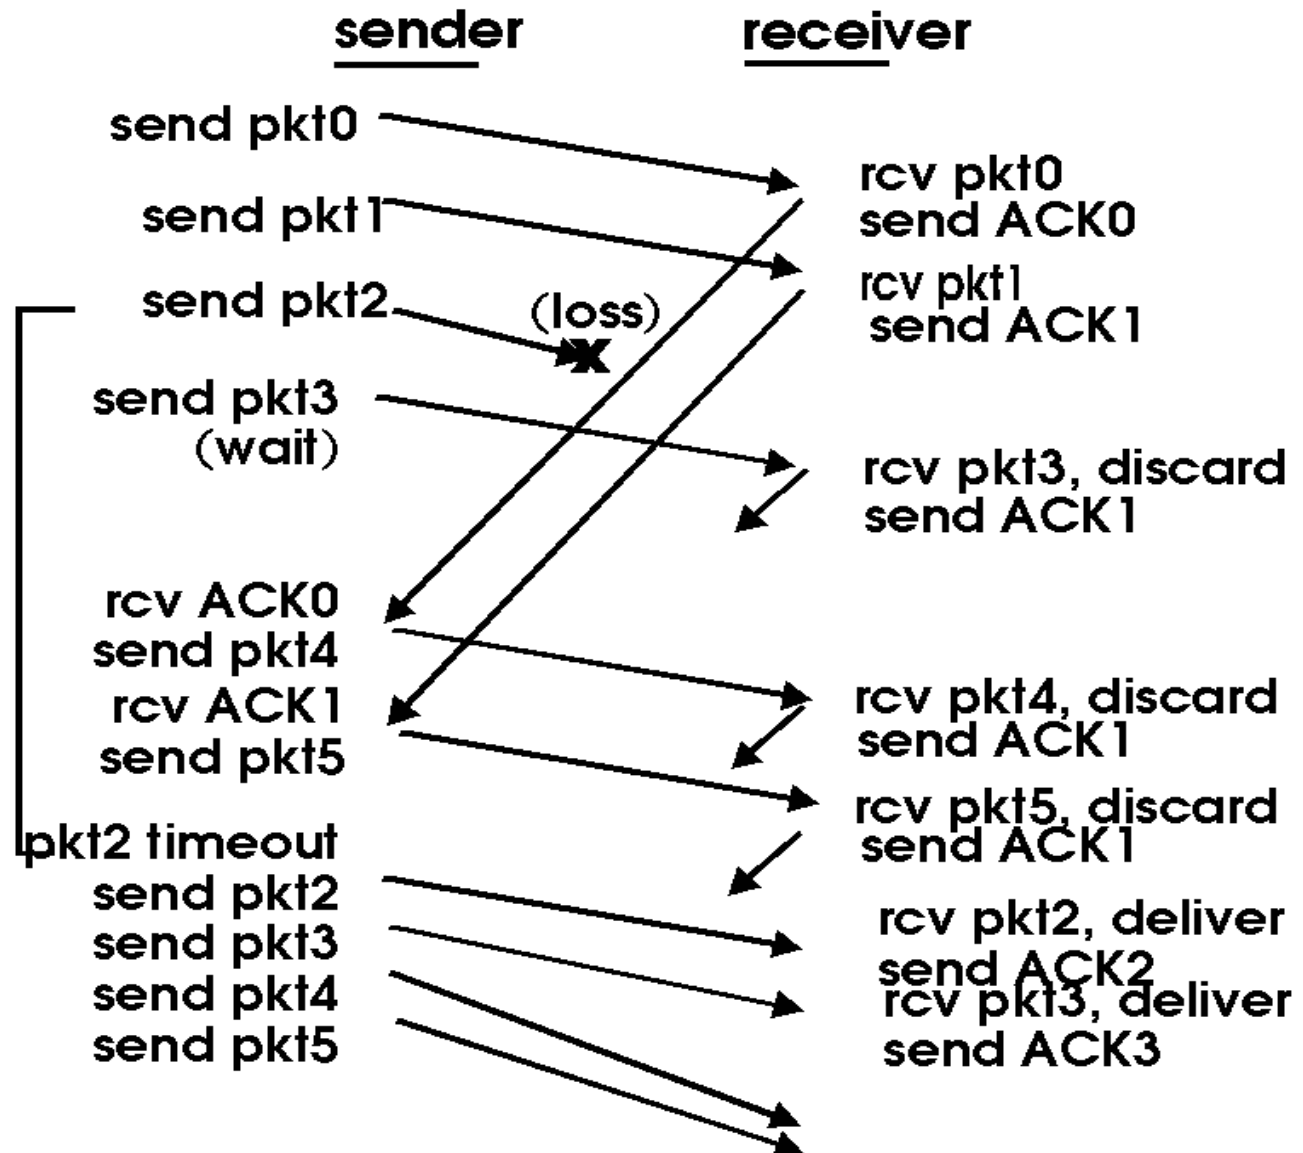 sender
receiver
send pkt0
rcv pkt0
send ACK0
send pkt1
rcv pkt1
send ACK1
send pkt2
(loss)
X
send pkt3
(wait)
rcv pkt3, discard
send ACK1
rcv ACK0
send pkt4
rcv ACK1
send pkt5
rcv pkt4, discard
send ACK1
rcv pkt5, discard
send ACK1
pkt2 timeout
send pkt2
send pkt3
send pkt4
send pkt5
rcv pkt2, deliver
send ACK2
rcv pkt3, deliver
send ACK3